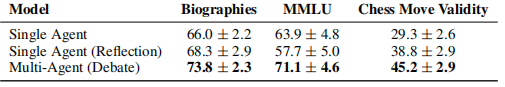 Model Biographies MMLU Chess Move Validity
Single Agent 66.0 ± 2.2 63.9 ± 4.8 29.3 ± 2.6
Single Agent (Reflection) 68.3 ± 2.9 57.7 ± 5.0 38.8 ± 2.9
Multi-Agent (Debate) 73.8 ± 2.3 71.1 ± 4.6 45.2 ± 2.9